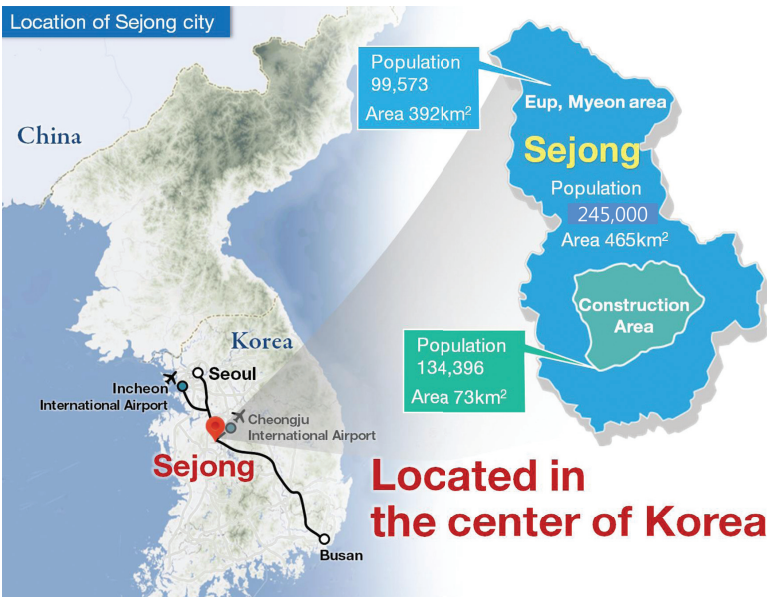 Location of Sejong city
China
Korea
Seoul
Incheon
International Airport
Cheongju
International Airport
Sejong
Busan
Population
99,573
Area 392km²
Eup, Myeon area
Sejong
Population
245,000
Area 465km²
Construction
Area
Population
134,396
Area 73km²
Located in
the center of Korea